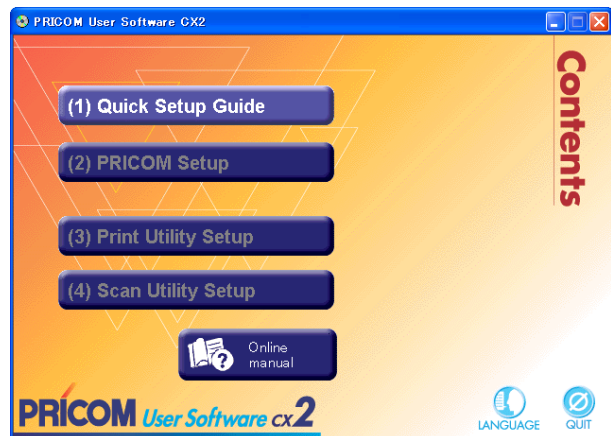 PRICOM User Software CX2
Contents
(1) Quick Setup Guide
(2) PRICOM Setup
(3) Print Utility Setup
(4) Scan Utility Setup
Online
manual
PRICOM User Software cx2
LANGUAGE
QUIT